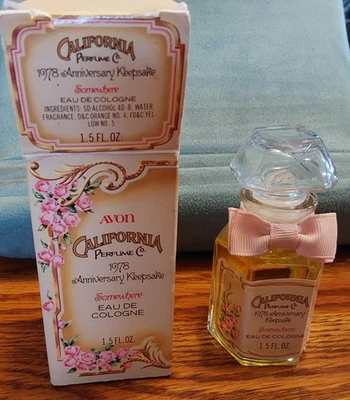 CALIFORNIA
PERFUME Co.
1978 Anniversary Keepsake
Somewhere
EAU DE COLOGNE
INGREDIENTS: SD ALCOHOL 40-B, WATER,
FRAGRANCE, D&C ORANGE NO. 4, FD&C YEL-
LOW NO. 5
1.5 FL. OZ.
AVON
CALIFORNIA
PERFUME Co.
1978
Anniversary Keepsake
Somewhere
EAU DE
COLOGNE
1.5 FL. OZ.
CALIFORNIA
PERFUME Co.
1978 Anniversary
Keepsake
Somewhere
EAU DE COLOGNE
1.5 FL. OZ.